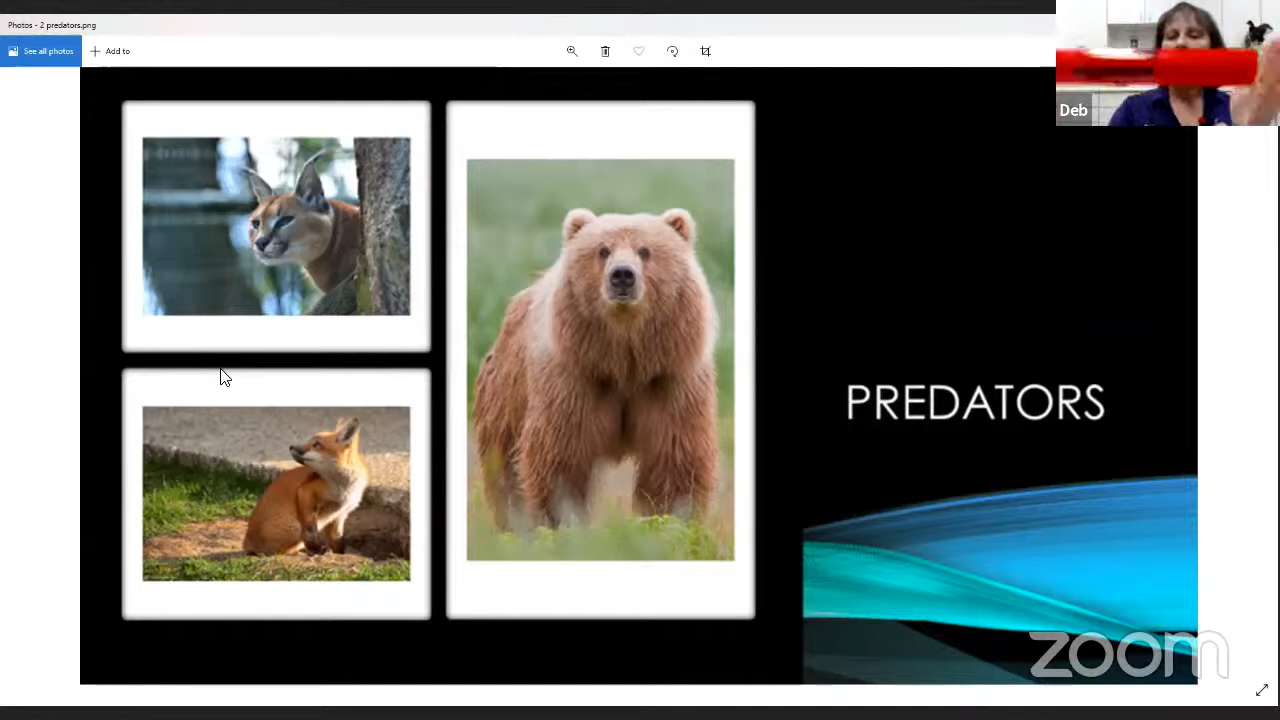 Photos - 2 predators.png
See all photos
Add to
Deb
PREDATORS
zoom